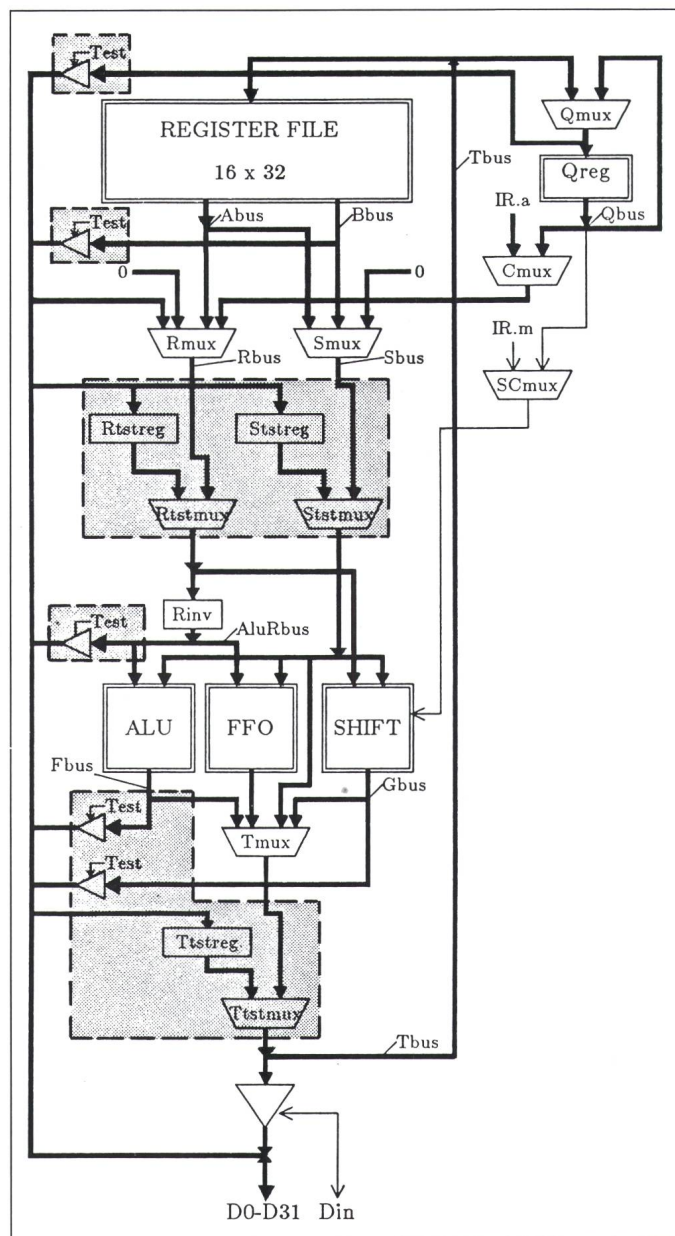 Test
Qmux
REGISTER FILE
16 x 32
Tbus
Qreg
IR.a
Qbus
Abus
Bbus
Test
0
0
Cmux
Rmux
Smux
IR.m
Rbus
Sbus
SCmux
Rtstreg
Ststreg
Rtstmux
Ststmux
Rinv
Test
AluRbus
ALU
FFO
SHIFT
Fbus
Gbus
Test
Tmux
Test
Ttstreg
Ttstmux
Tbus
D0-D31
Din